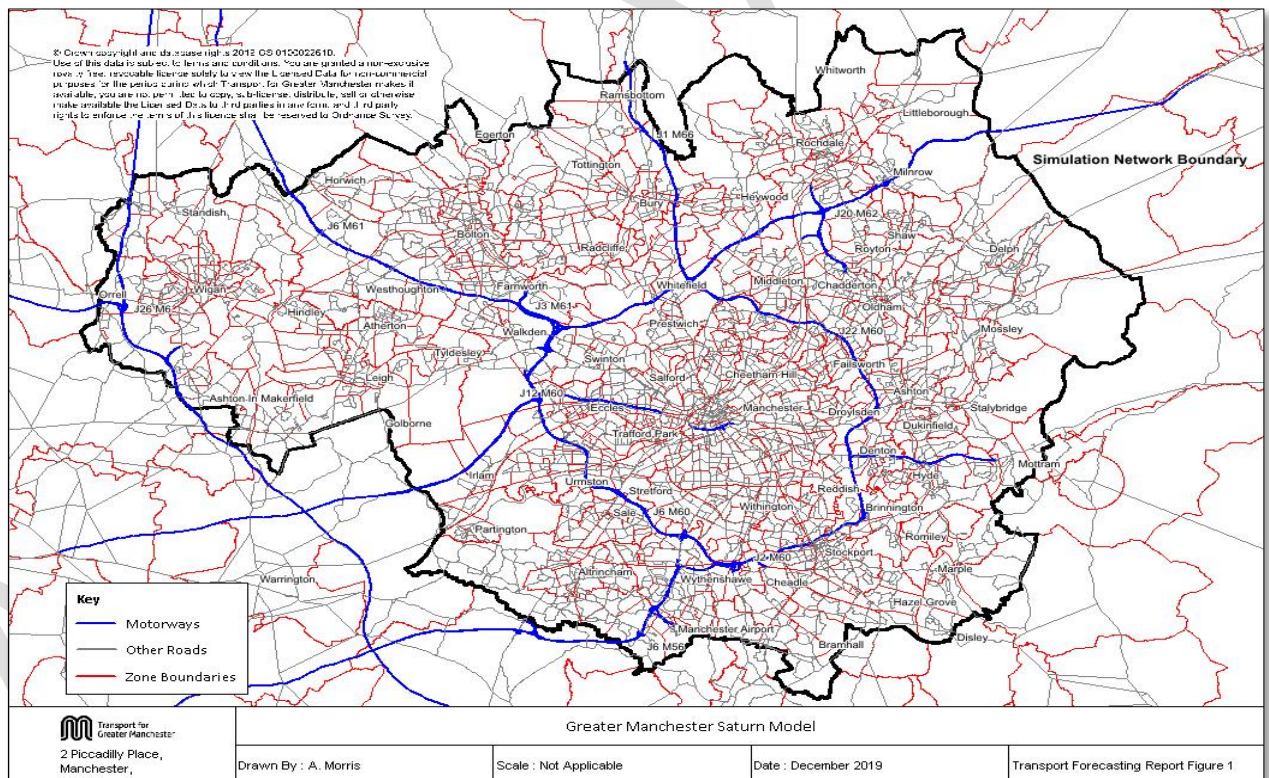 © Crown copyright and database rights 2012 OS 0100022610.
Use of this data is subject to terms and conditions. You are granted a non-exclusive
royalty free, revocable licence solely to view the Licensed Data for non-commercial
purposes for the period during which Transport for Greater Manchester makes it
available, you are not permitted to copy, sub-license, distribute, sell or otherwise
make available the Licensed Data to third parties in any form, and third party
rights to enforce the terms of this licence shall be reserved to Ordnance Survey.
Whitworth
Ramsbottom
Littleborough
J1 M66
Egerton
Rochdale
Simulation Network Boundary
Tottington
Milnrow
Horwich
Heywood
Bury
Standish
J20 M62
J6 M61
Bolton
Shaw
Radcliffe
Royton
Delph
Middleton
Chadderton
Whitefield
Farnworth
Westhoughton
Wigan
Orrell
J26 M6
J3 M61
Oldham
Hindley
Atherton
Prestwich
Walkden
J22 M60
Mossley
Tyldesley
Swinton
Failsworth
Cheetham Hill
Salford
Leigh
Ashton
J12 M60
Ashton In Makerfield
Eccles
Manchester
Droylsden
Stalybridge
Golborne
Dukinfield
Trafford Park
Denton
Mottram
Irlam
Hyde
Urmston
Reddish
Stretford
Withington
Brinnington
Sale
J6 M60
Partington
Romiley
Stockport
J2 M60
Marple
Altrincham
Warrington
Wythenshawe
Cheadle
Hazel Grove
Manchester Airport
Disley
J6 M56
Bramhall
Key
Motorways
Other Roads
Zone Boundaries
Transport for
Greater Manchester
2 Piccadilly Place,
Manchester,
Greater Manchester Saturn Model
Drawn By : A. Morris
Scale : Not Applicable
Date : December 2019
Transport Forecasting Report Figure 1